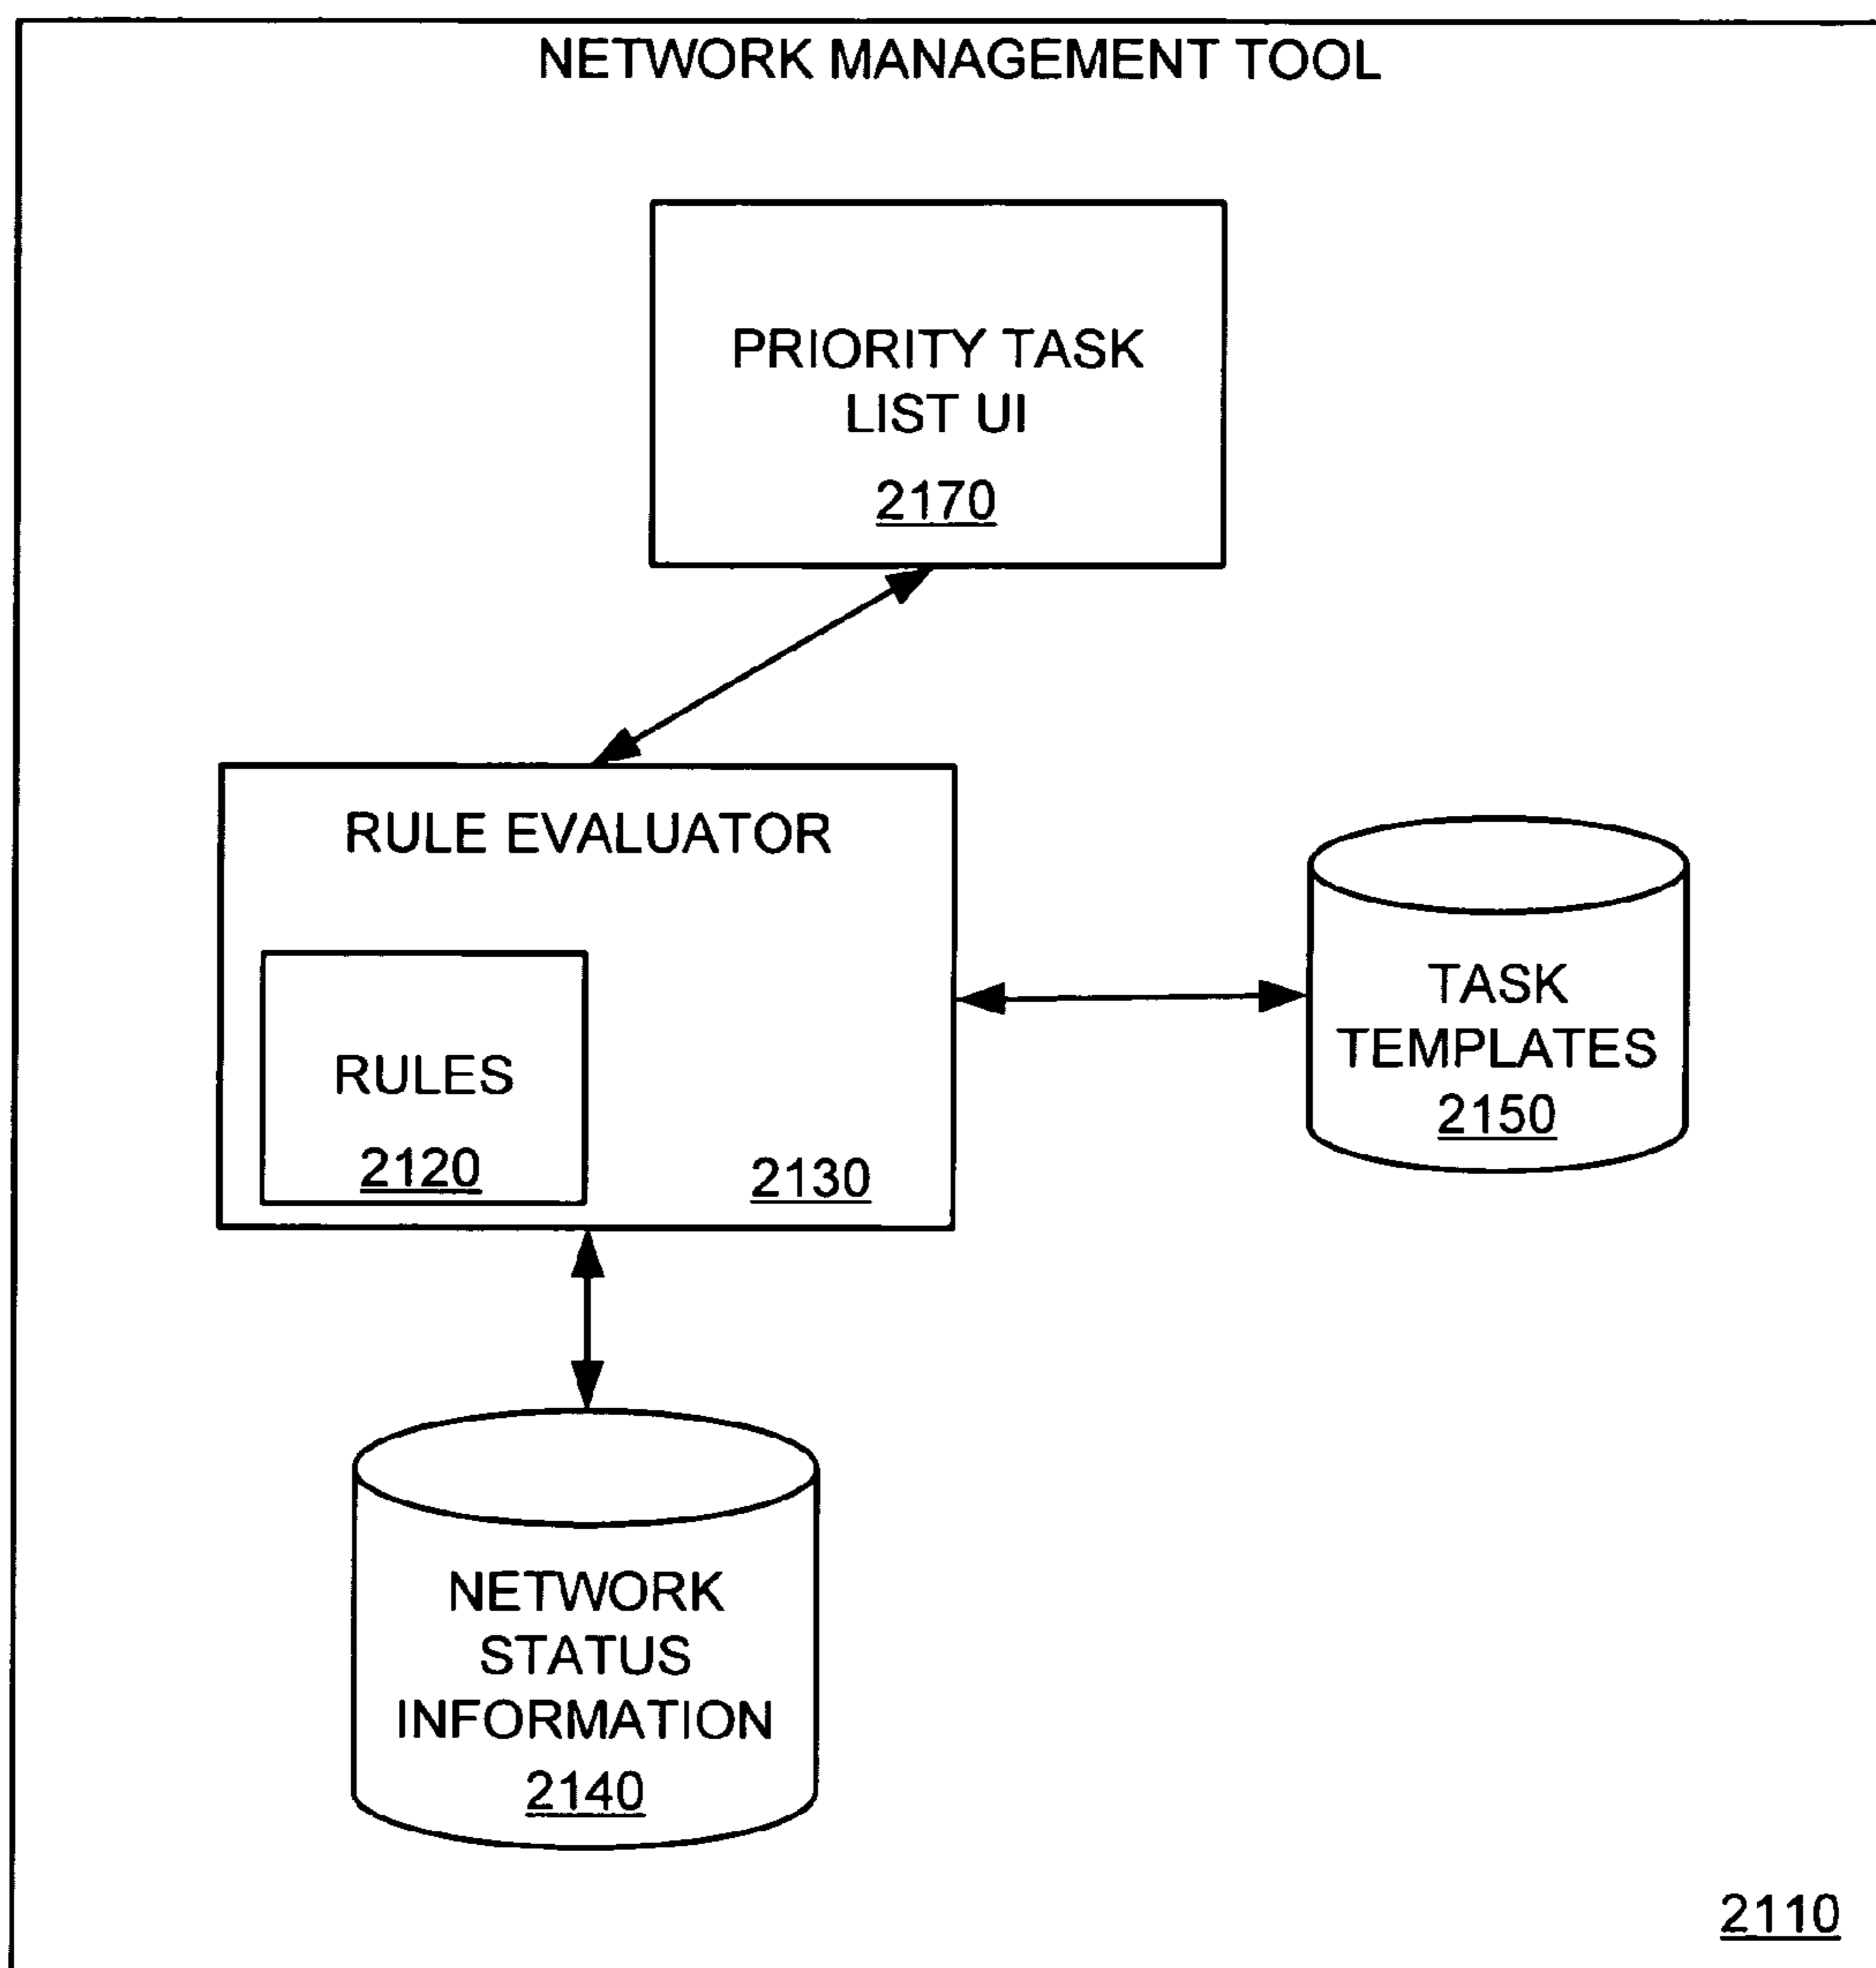 NETWORK MANAGEMENT TOOL
PRIORITY TASK
LIST UI
2170
RULE EVALUATOR
RULES
2120
2130
TASK
TEMPLATES
2150
NETWORK
STATUS
INFORMATION
2140
2110